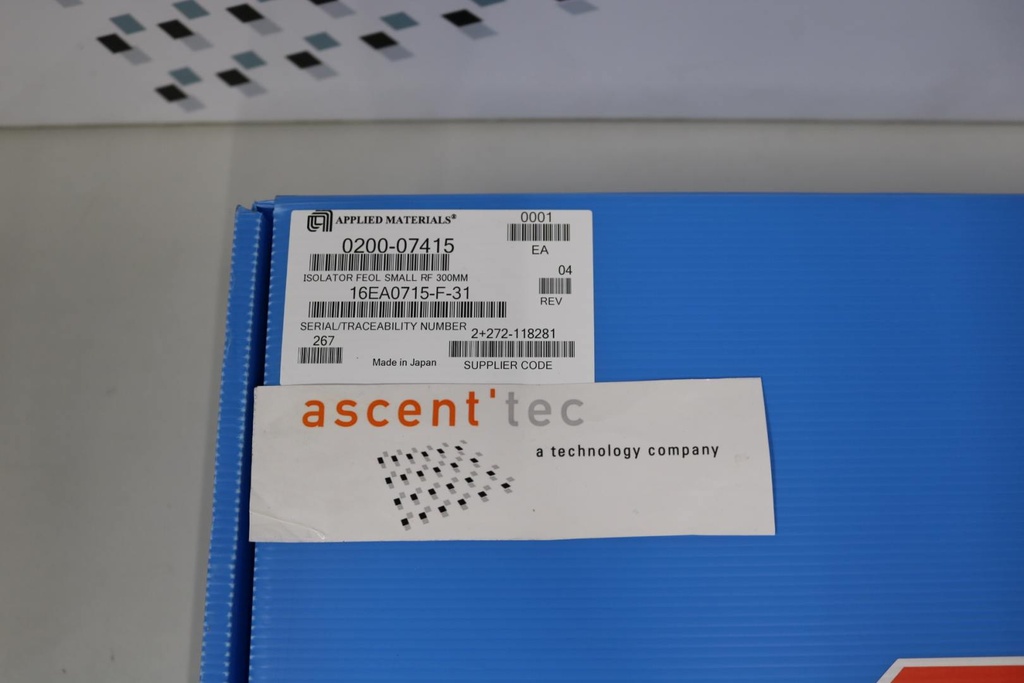 APPLIED MATERIALS®
0001
EA
0200-07415
ISOLATOR FEOL SMALL RF 300MM
04
REV
16EA0715-F-31
SERIAL/TRACEABILITY NUMBER
267
2+272-118281
Made in Japan
SUPPLIER CODE
ascent'tec
a technology company